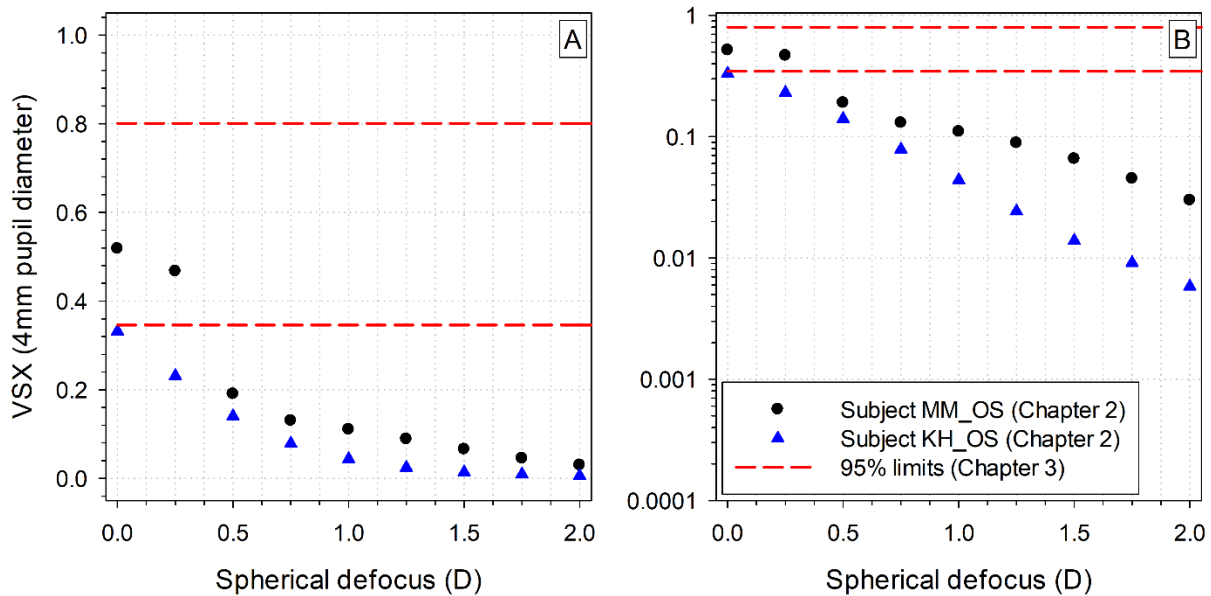 A
VSX (4mm pupil diameter)
1.0
0.8
0.6
0.4
0.2
0.0
0.0 0.5 1.0 1.5 2.0
Spherical defocus (D)
B
1
0.1
0.01
0.001
0.0001
Subject MM_OS (Chapter 2)
Subject KH_OS (Chapter 2)
95% limits (Chapter 3)
0.0 0.5 1.0 1.5 2.0
Spherical defocus (D)